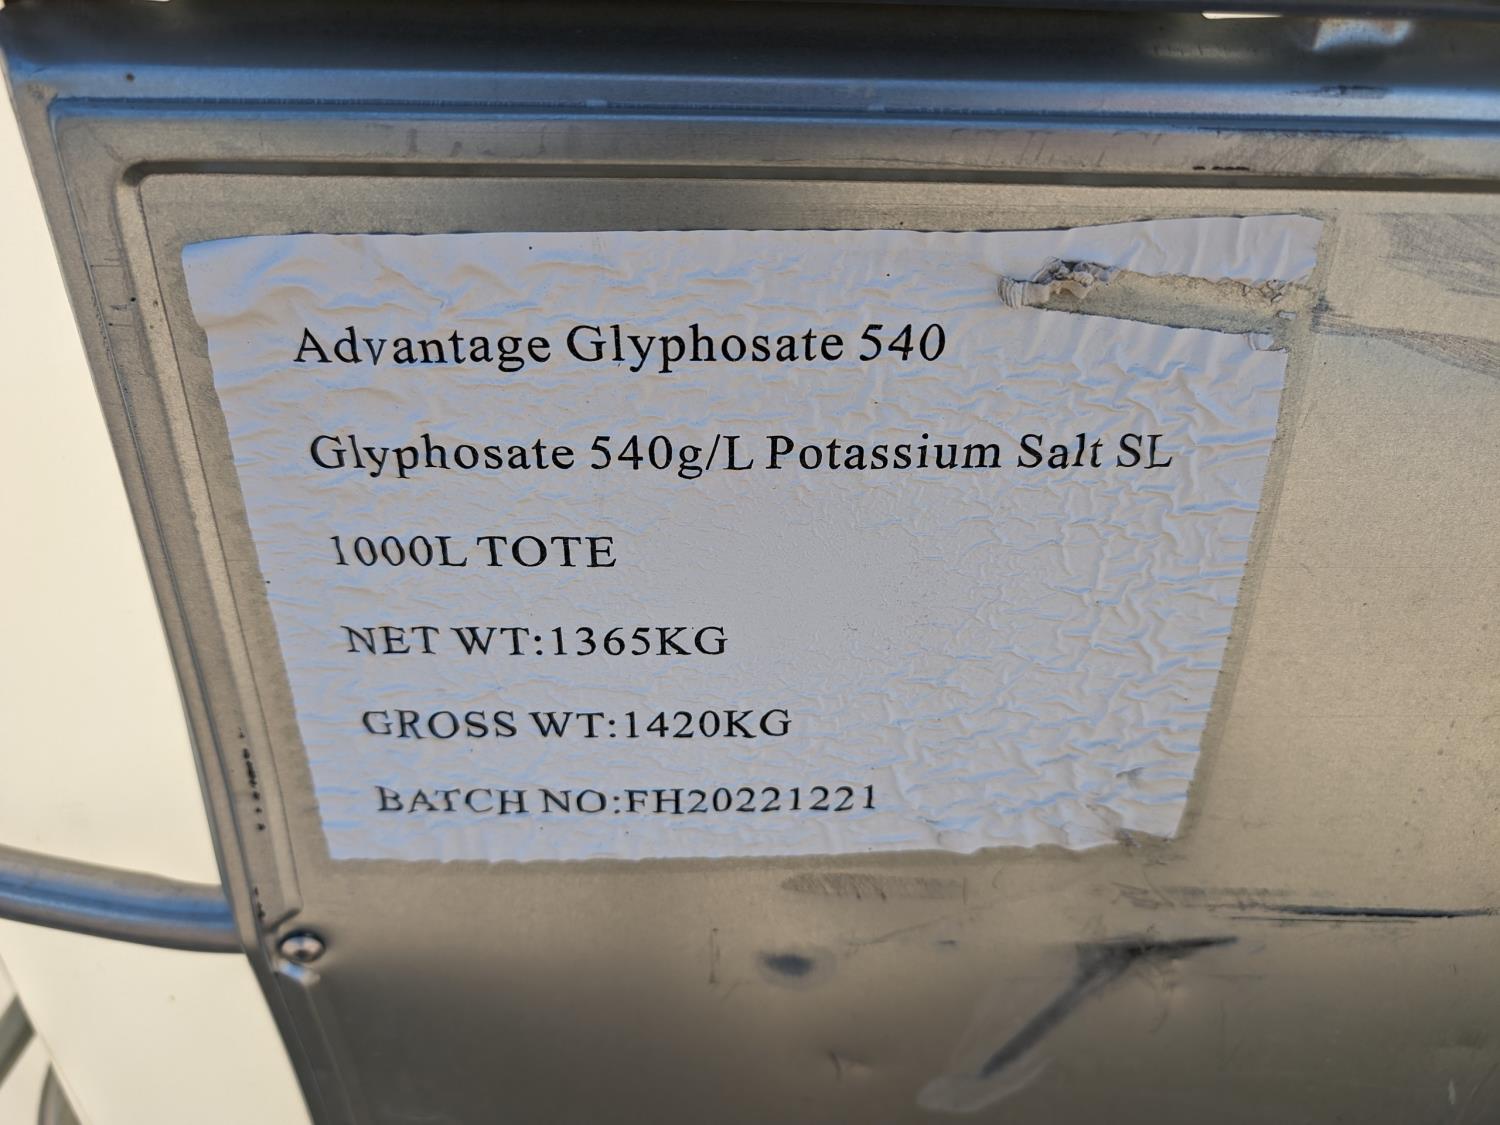 Advantage Glyphosate 540
Glyphosate 540g/L Potassium Salt SL
1000L TOTE
NET WT:1365KG
GROSS WT:1420KG
BATCH NO:FH20221221